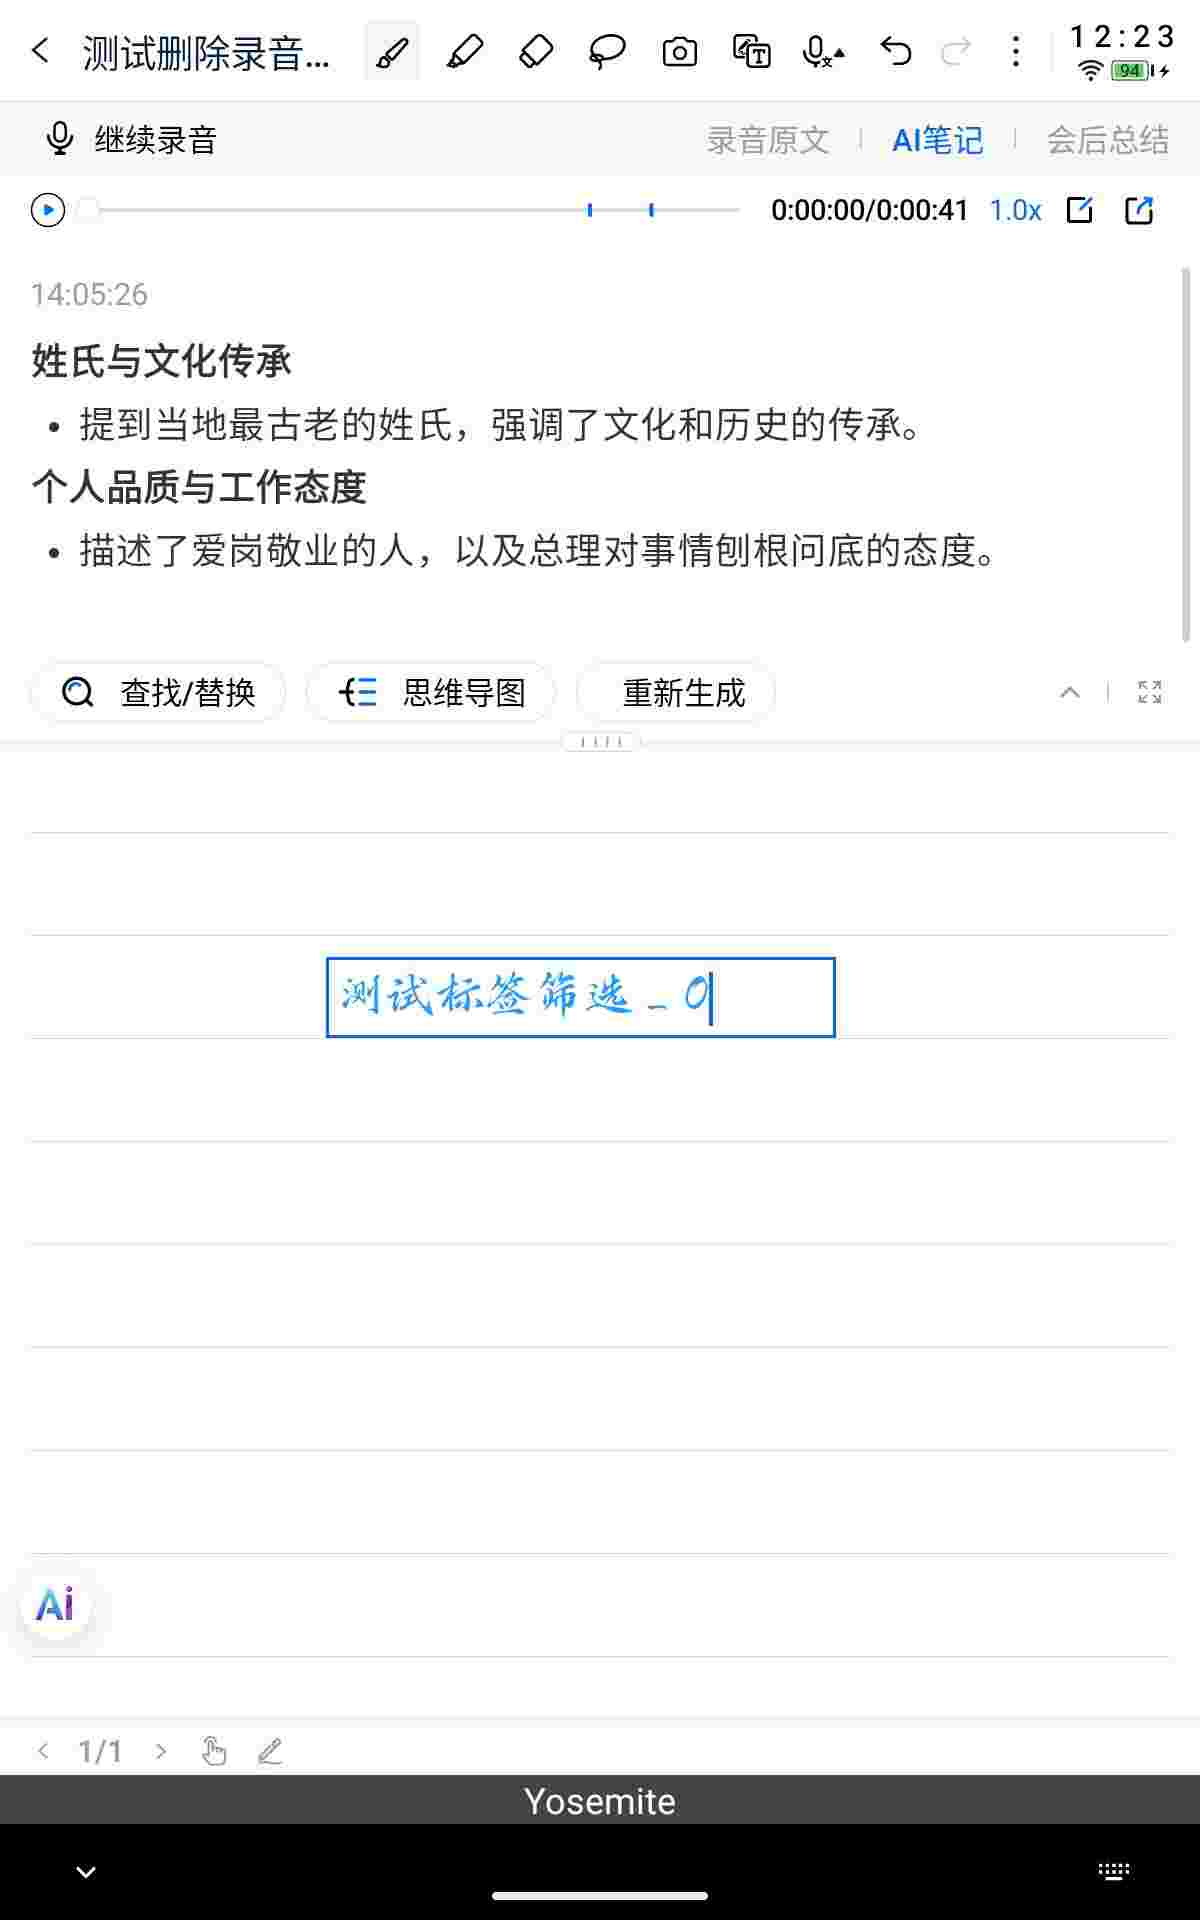 测试删除录音...
12:23
94
继续录音
录音原文
AI笔记
会后总结
0:00:00/0:00:41
1.0x
14:05:26
姓氏与文化传承
• 提到当地最古老的姓氏，强调了文化和历史的传承。
个人品质与工作态度
• 描述了爱岗敬业的人，以及总理对事情刨根问底的态度。
查找/替换
思维导图
重新生成
测试标签筛选_0
Ai
1/1
Yosemite